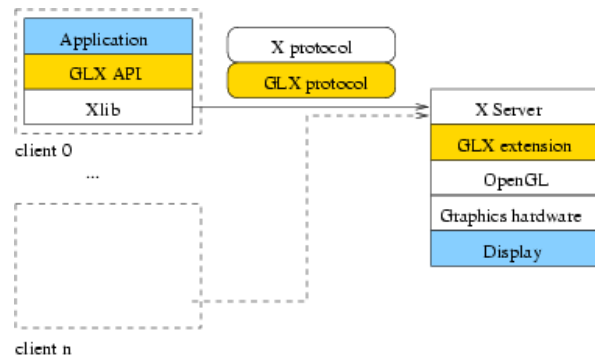 Application
GLX API
Xlib
client 0
...
client n
X protocol
GLX protocol
X Server
GLX extension
OpenGL
Graphics hardware
Display